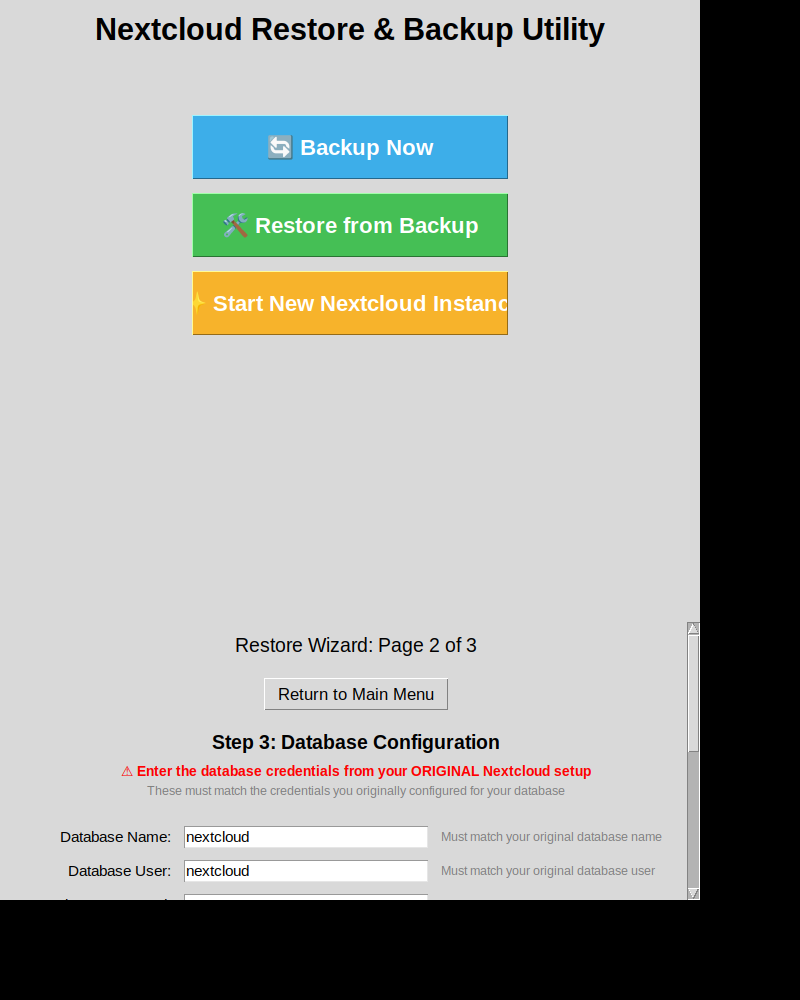 Nextcloud Restore & Backup Utility
🔄 Backup Now
🛠️ Restore from Backup
✨ Start New Nextcloud Instanc
Restore Wizard: Page 2 of 3
Return to Main Menu
Step 3: Database Configuration
⚠ Enter the database credentials from your ORIGINAL Nextcloud setup
These must match the credentials you originally configured for your database
Database Name: nextcloud Must match your original database name
Database User: nextcloud Must match your original database user